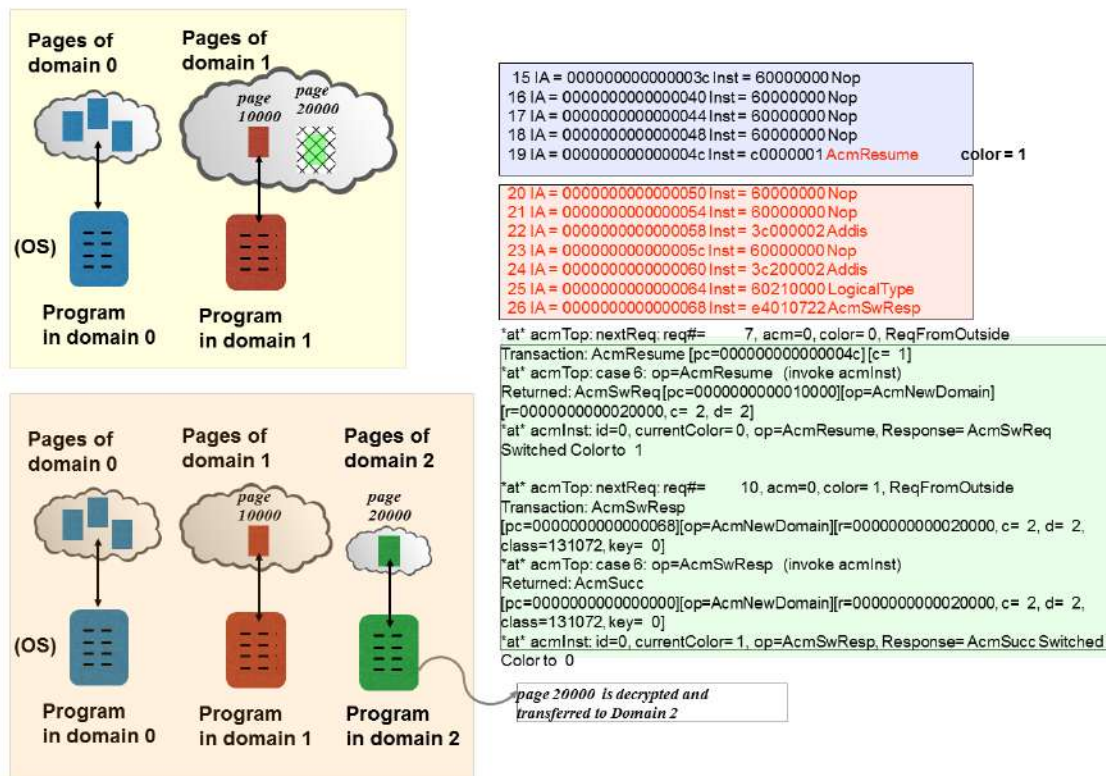 Pages of
domain 0
Pages of
domain 1
page
10000
page
20000
(OS)
Program
in domain 0
Program
in domain 1
Pages of
domain 0
Pages of
domain 1
Pages of
domain 2
page
10000
page
20000
(OS)
Program
in domain 0
Program
in domain 1
Program
in domain 2
15 IA = 000000000000003c Inst = 60000000 Nop
16 IA = 0000000000000040 Inst = 60000000 Nop
17 IA = 0000000000000044 Inst = 60000000 Nop
18 IA = 0000000000000048 Inst = 60000000 Nop
19 IA = 000000000000004c Inst = c0000001 AcmResume color = 1
20 IA = 0000000000000050 Inst = 60000000 Nop
21 IA = 0000000000000054 Inst = 60000000 Nop
22 IA = 0000000000000058 Inst = 3c000002 Addis
23 IA = 000000000000005c Inst = 60000000 Nop
24 IA = 0000000000000060 Inst = 3c200002 Addis
25 IA = 0000000000000064 Inst = 60210000 LogicalType
26 IA = 0000000000000068 Inst = e4010722 AcmSwResp
*at* acmTop: nextReq: req#= 7, acm=0, color= 0, ReqFromOutside
Transaction: AcmResume [pc=000000000000004c] [c= 1]
*at* acmTop: case 6: op=AcmResume (invoke acmInst)
Returned: AcmSwReq [pc=0000000000010000][op=AcmNewDomain]
[r=0000000000020000, c= 2, d= 2]
*at* acmInst: id=0, currentColor= 0, op=AcmResume, Response= AcmSwReq
Switched Color to 1
*at* acmTop: nextReq: req#= 10, acm=0, color= 1, ReqFromOutside
Transaction: AcmSwResp
[pc=0000000000000068][op=AcmNewDomain][r=0000000000020000, c= 2, d= 2,
class=131072, key= 0]
*at* acmTop: case 6: op=AcmSwResp (invoke acmInst)
Returned: AcmSucc
[pc=0000000000000000][op=AcmNewDomain][r=0000000000020000, c= 2, d= 2,
class=131072, key= 0]
*at* acmInst: id=0, currentColor= 1, op=AcmSwResp, Response= AcmSucc Switched
Color to 0
page 20000 is decrypted and
transferred to Domain 2